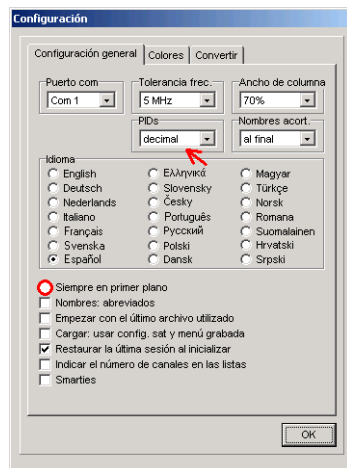 Configuración
Configuración general Colores Convertir
Puerto com Tolerancia frec. Ancho de columna
Com 1 5 MHz 70%
PIDs Nombres acort.
decimal al final
Idioma
English Ελληνικά Magyar
Deutsch Slovensky Türkçe
Nederlands Česky Norsk
Italiano Português Romana
Français Русский Suomalainen
Svenska Polski Hrvatski
Español Dansk Srpski
Siempre en primer plano
Nombres: abreviados
Empezar con el último archivo utilizado
Cargar: usar config. sat y menú grabada
Restaurar la última sesión al inicializar
Indicar el número de canales en las listas
Smarties
OK